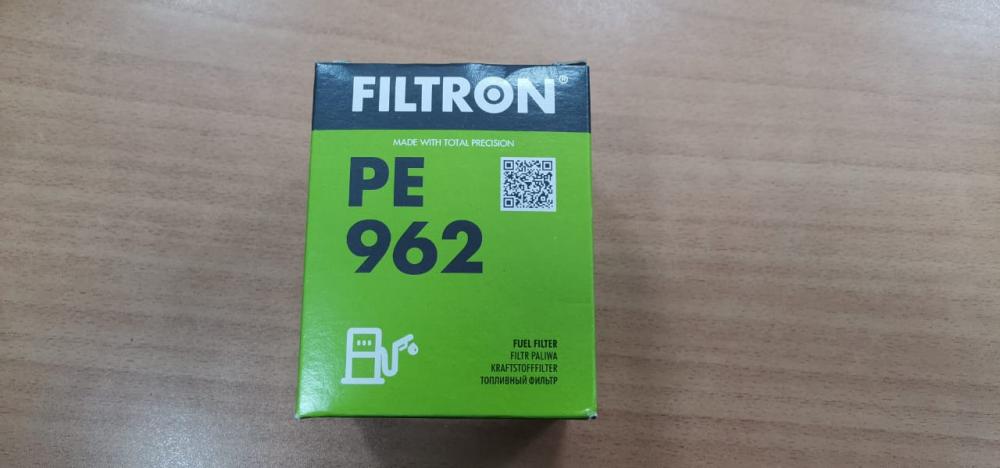 FILTRON®
MADE WITH TOTAL PRECISION
PE
962
FUEL FILTER
FILTR PALIWA
KRAFTSTOFFFILTER
ТОПЛИВНЫЙ ФИЛЬТР